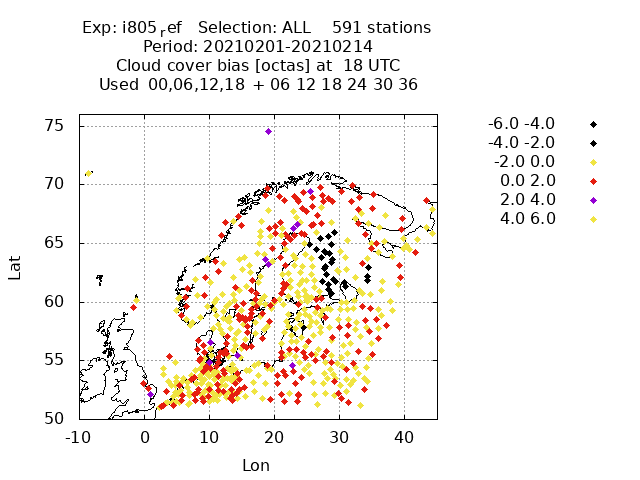 Exp: i805ref Selection: ALL 591 stations
Period: 20210201-20210214
Cloud cover bias [octas] at 18 UTC
Used 00,06,12,18 + 06 12 18 24 30 36
-6.0 -4.0
-4.0 -2.0
-2.0 0.0
0.0 2.0
2.0 4.0
4.0 6.0
75
70
65
60
55
50
Lat
-10 0 10 20 30 40
Lon